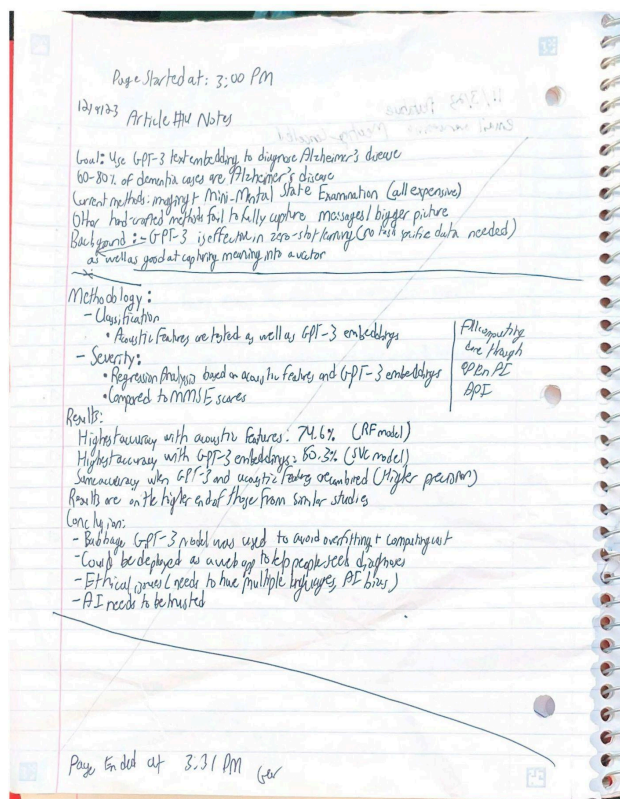 Page Started at: 3:00 PM
12/4/23 Article #4 Notes
Goal: Use GPT-3 text embedding to diagnose Alzheimer's disease
60-80% of dementia cases are Alzheimer's disease
Current methods: imaging + Mini-Mental State Examination (all expensive)
Other hand-crafted methods fail to fully capture messages/bigger picture
Background: - GPT-3 is effective in zero-shot learning (no task specific data needed)
as well as good at capturing meaning into a vector
Methodology:
- Classification
• Acoustic Features are tested as well as GPT-3 embeddings
- Severity:
• Regression Analysis based on acoustic features and GPT-3 embeddings
• Compared to MMSE scores
All computing
done through
OPEnAI
API
Results:
Highest accuracy with acoustic features: 74.6% (RF model)
Highest accuracy with GPT-3 embeddings: 80.3% (SVC model)
Same accuracy when GPT-3 and acoustic features are combined (Higher precision)
Results are on the higher end of those from similar studies
Conclusion:
- Babbage GPT-3 model was used to avoid overfitting + computing cost
- Could be deployed as a web app to help people seek diagnoses
- Ethical issues (needs to have multiple languages, AI bias)
- AI needs to be trusted
Page Ended at 3:31 PM